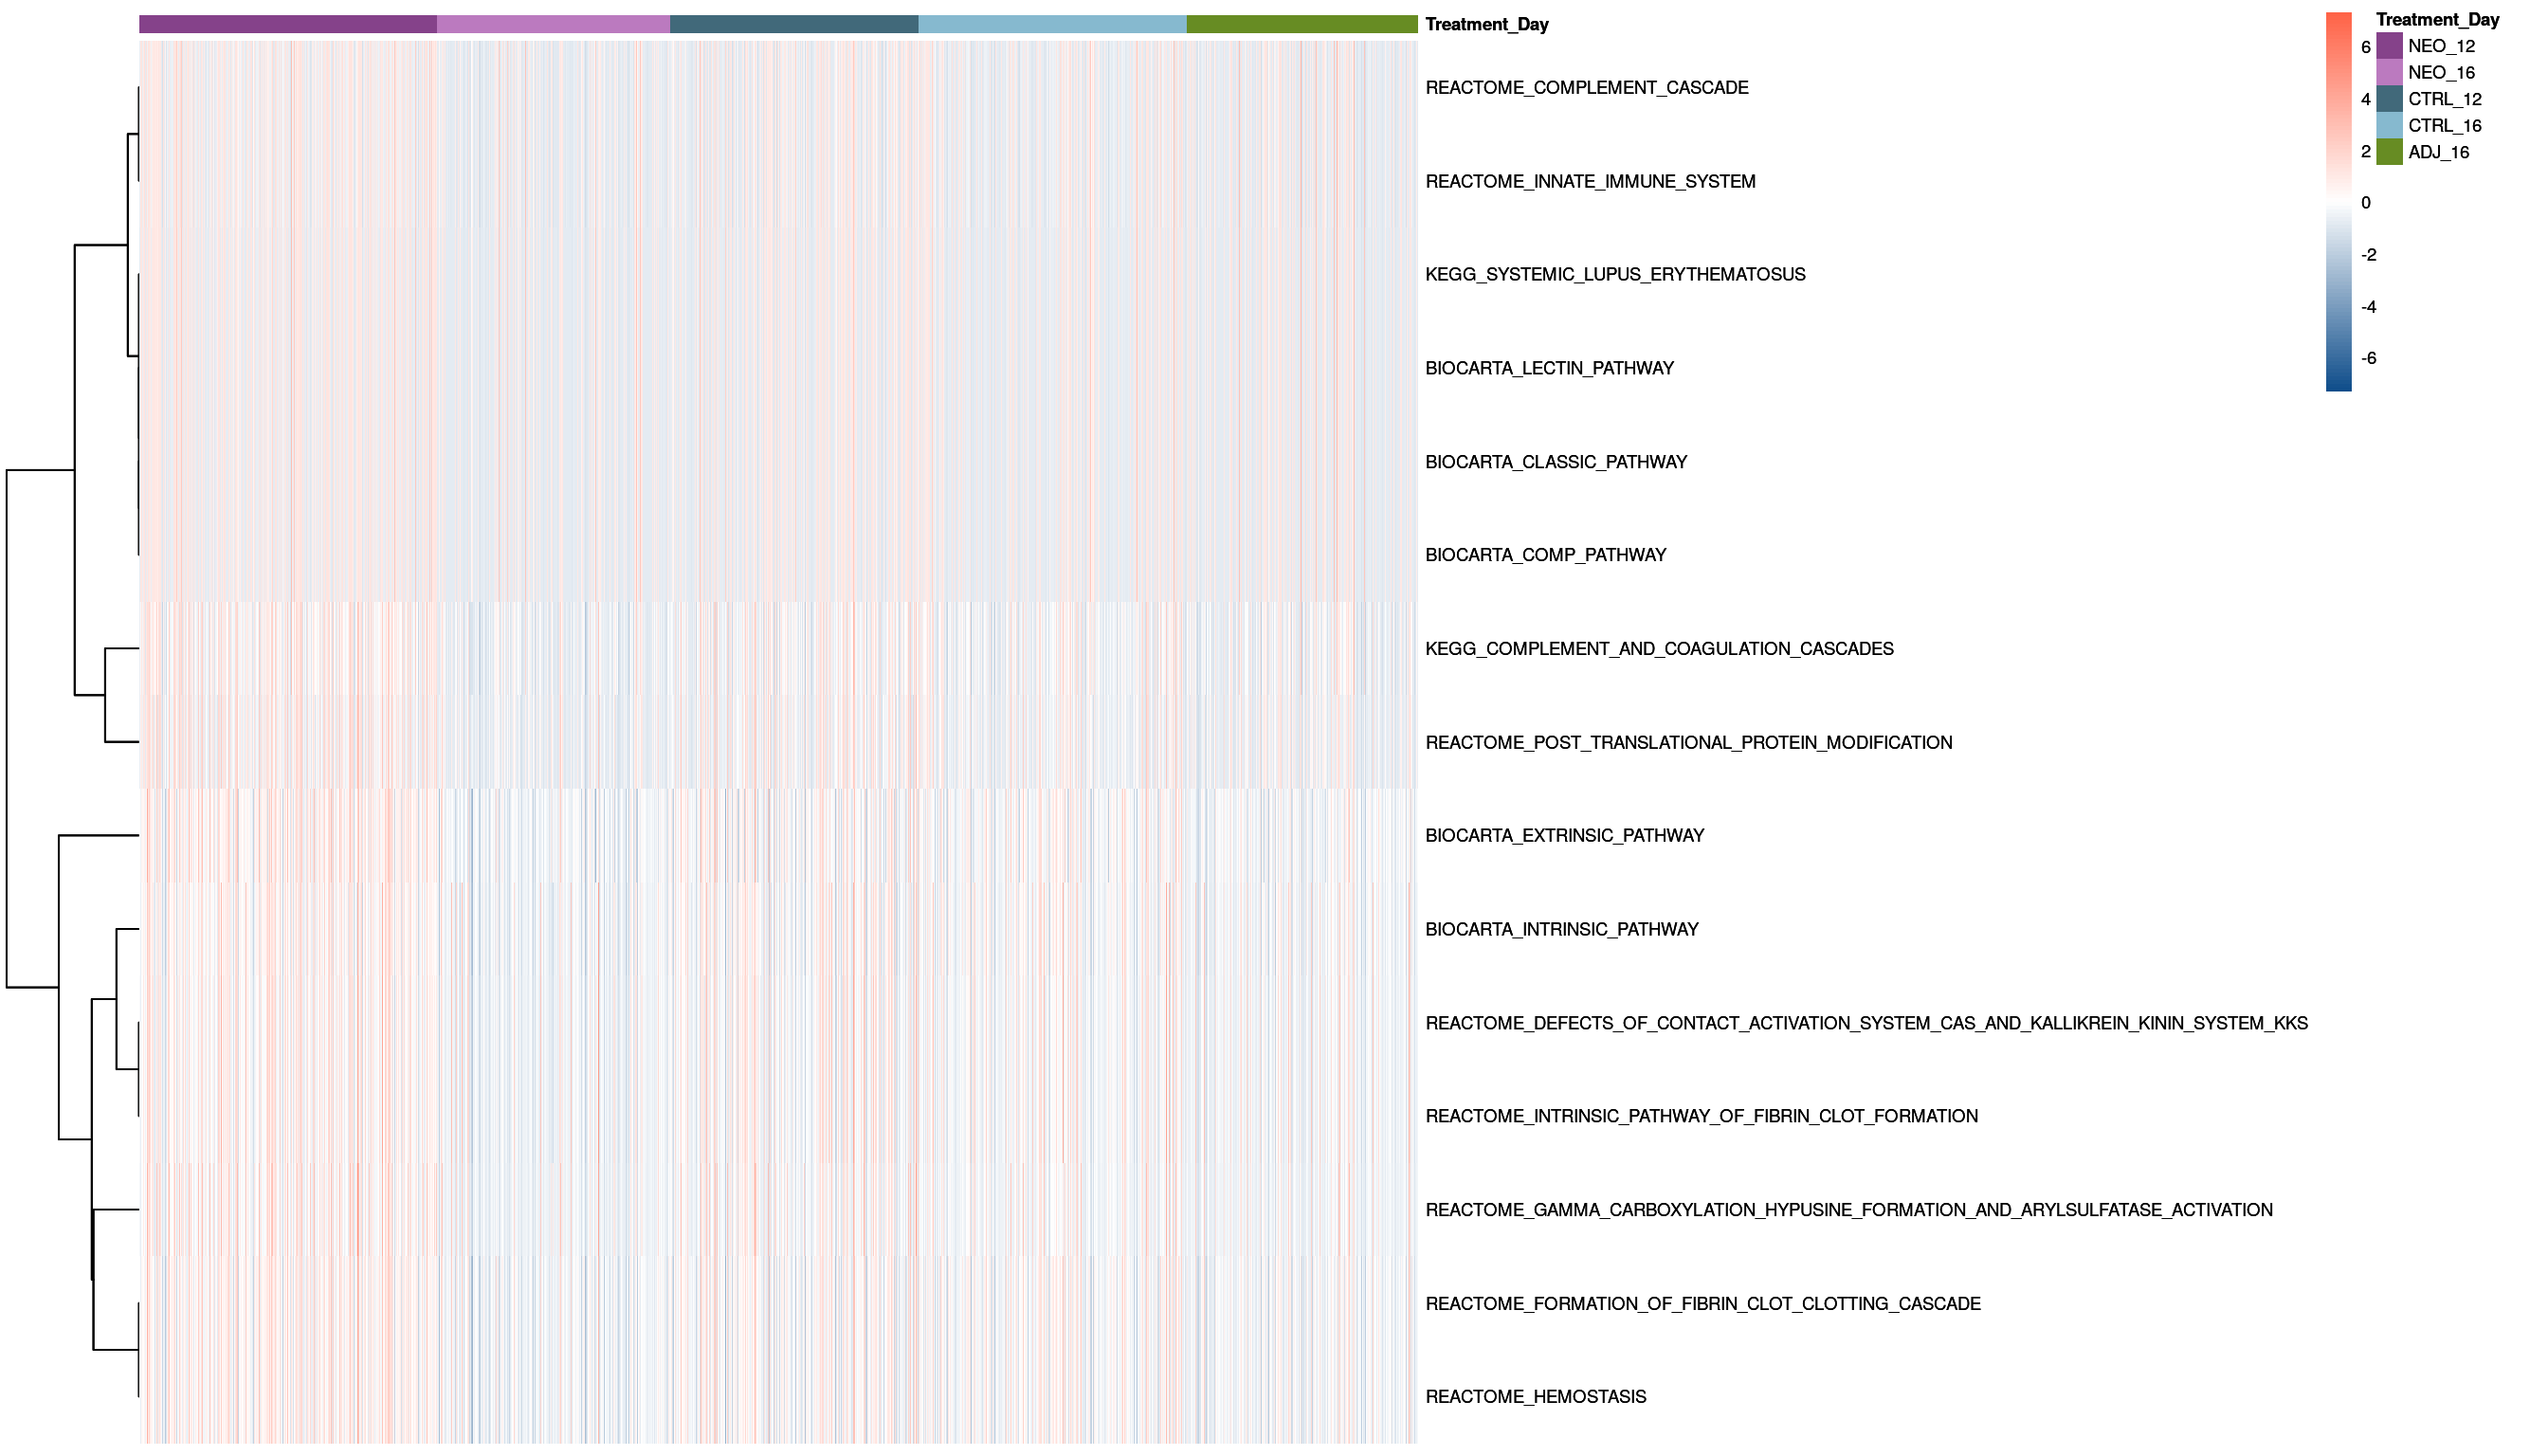 Treatment_Day
REACTOME_COMPLEMENT_CASCADE
REACTOME_INNATE_IMMUNE_SYSTEM
KEGG_SYSTEMIC_LUPUS_ERYTHEMATOSUS
BIOCARTA_LECTIN_PATHWAY
BIOCARTA_CLASSIC_PATHWAY
BIOCARTA_COMP_PATHWAY
KEGG_COMPLEMENT_AND_COAGULATION_CASCADES
REACTOME_POST_TRANSLATIONAL_PROTEIN_MODIFICATION
BIOCARTA_EXTRINSIC_PATHWAY
BIOCARTA_INTRINSIC_PATHWAY
REACTOME_DEFECTS_OF_CONTACT_ACTIVATION_SYSTEM_CAS_AND_KALLIKREIN_KININ_SYSTEM_KKS
REACTOME_INTRINSIC_PATHWAY_OF_FIBRIN_CLOT_FORMATION
REACTOME_GAMMA_CARBOXYLATION_HYPUSINE_FORMATION_AND_ARYLSULFATASE_ACTIVATION
REACTOME_FORMATION_OF_FIBRIN_CLOT_CLOTTING_CASCADE
REACTOME_HEMOSTASIS
6
4
2
0
-2
-4
-6
Treatment_Day
NEO_12
NEO_16
CTRL_12
CTRL_16
ADJ_16